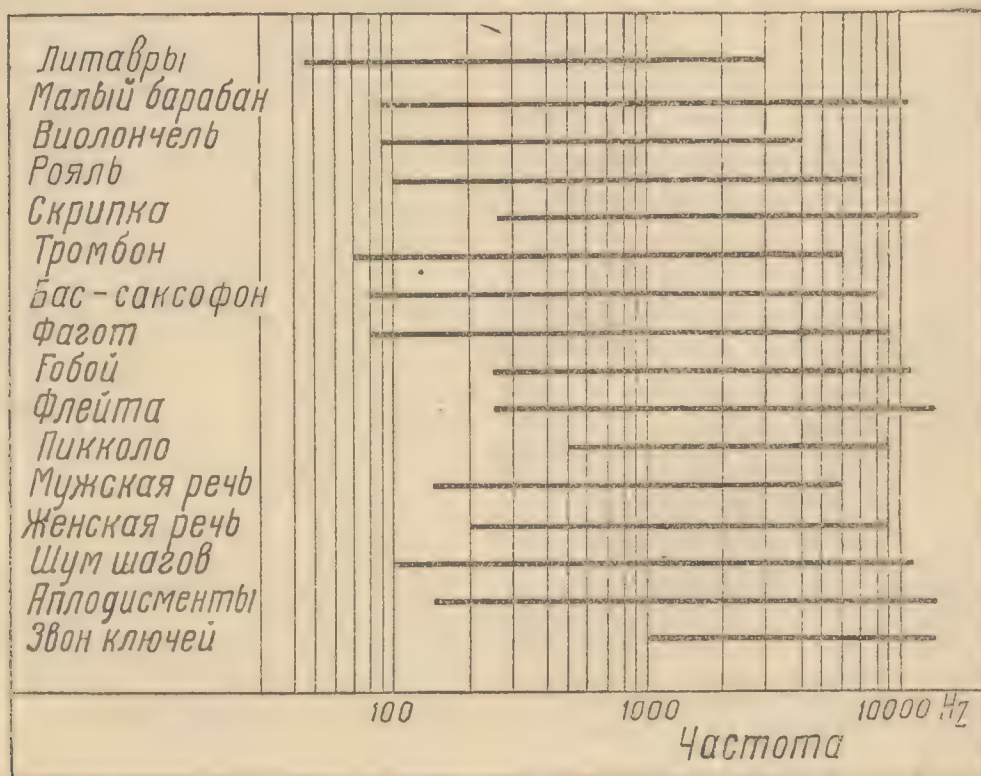 Литавры
Малый барабан
Виолончель
Рояль
Скрипка
Тромбон
Бас-саксофон
Фагот
Гобой
Флейта
Пикколо
Мужская речь
Женская речь
Шум шагов
Аплодисменты
Звон ключей
100 1000 10000 Hz
Частота